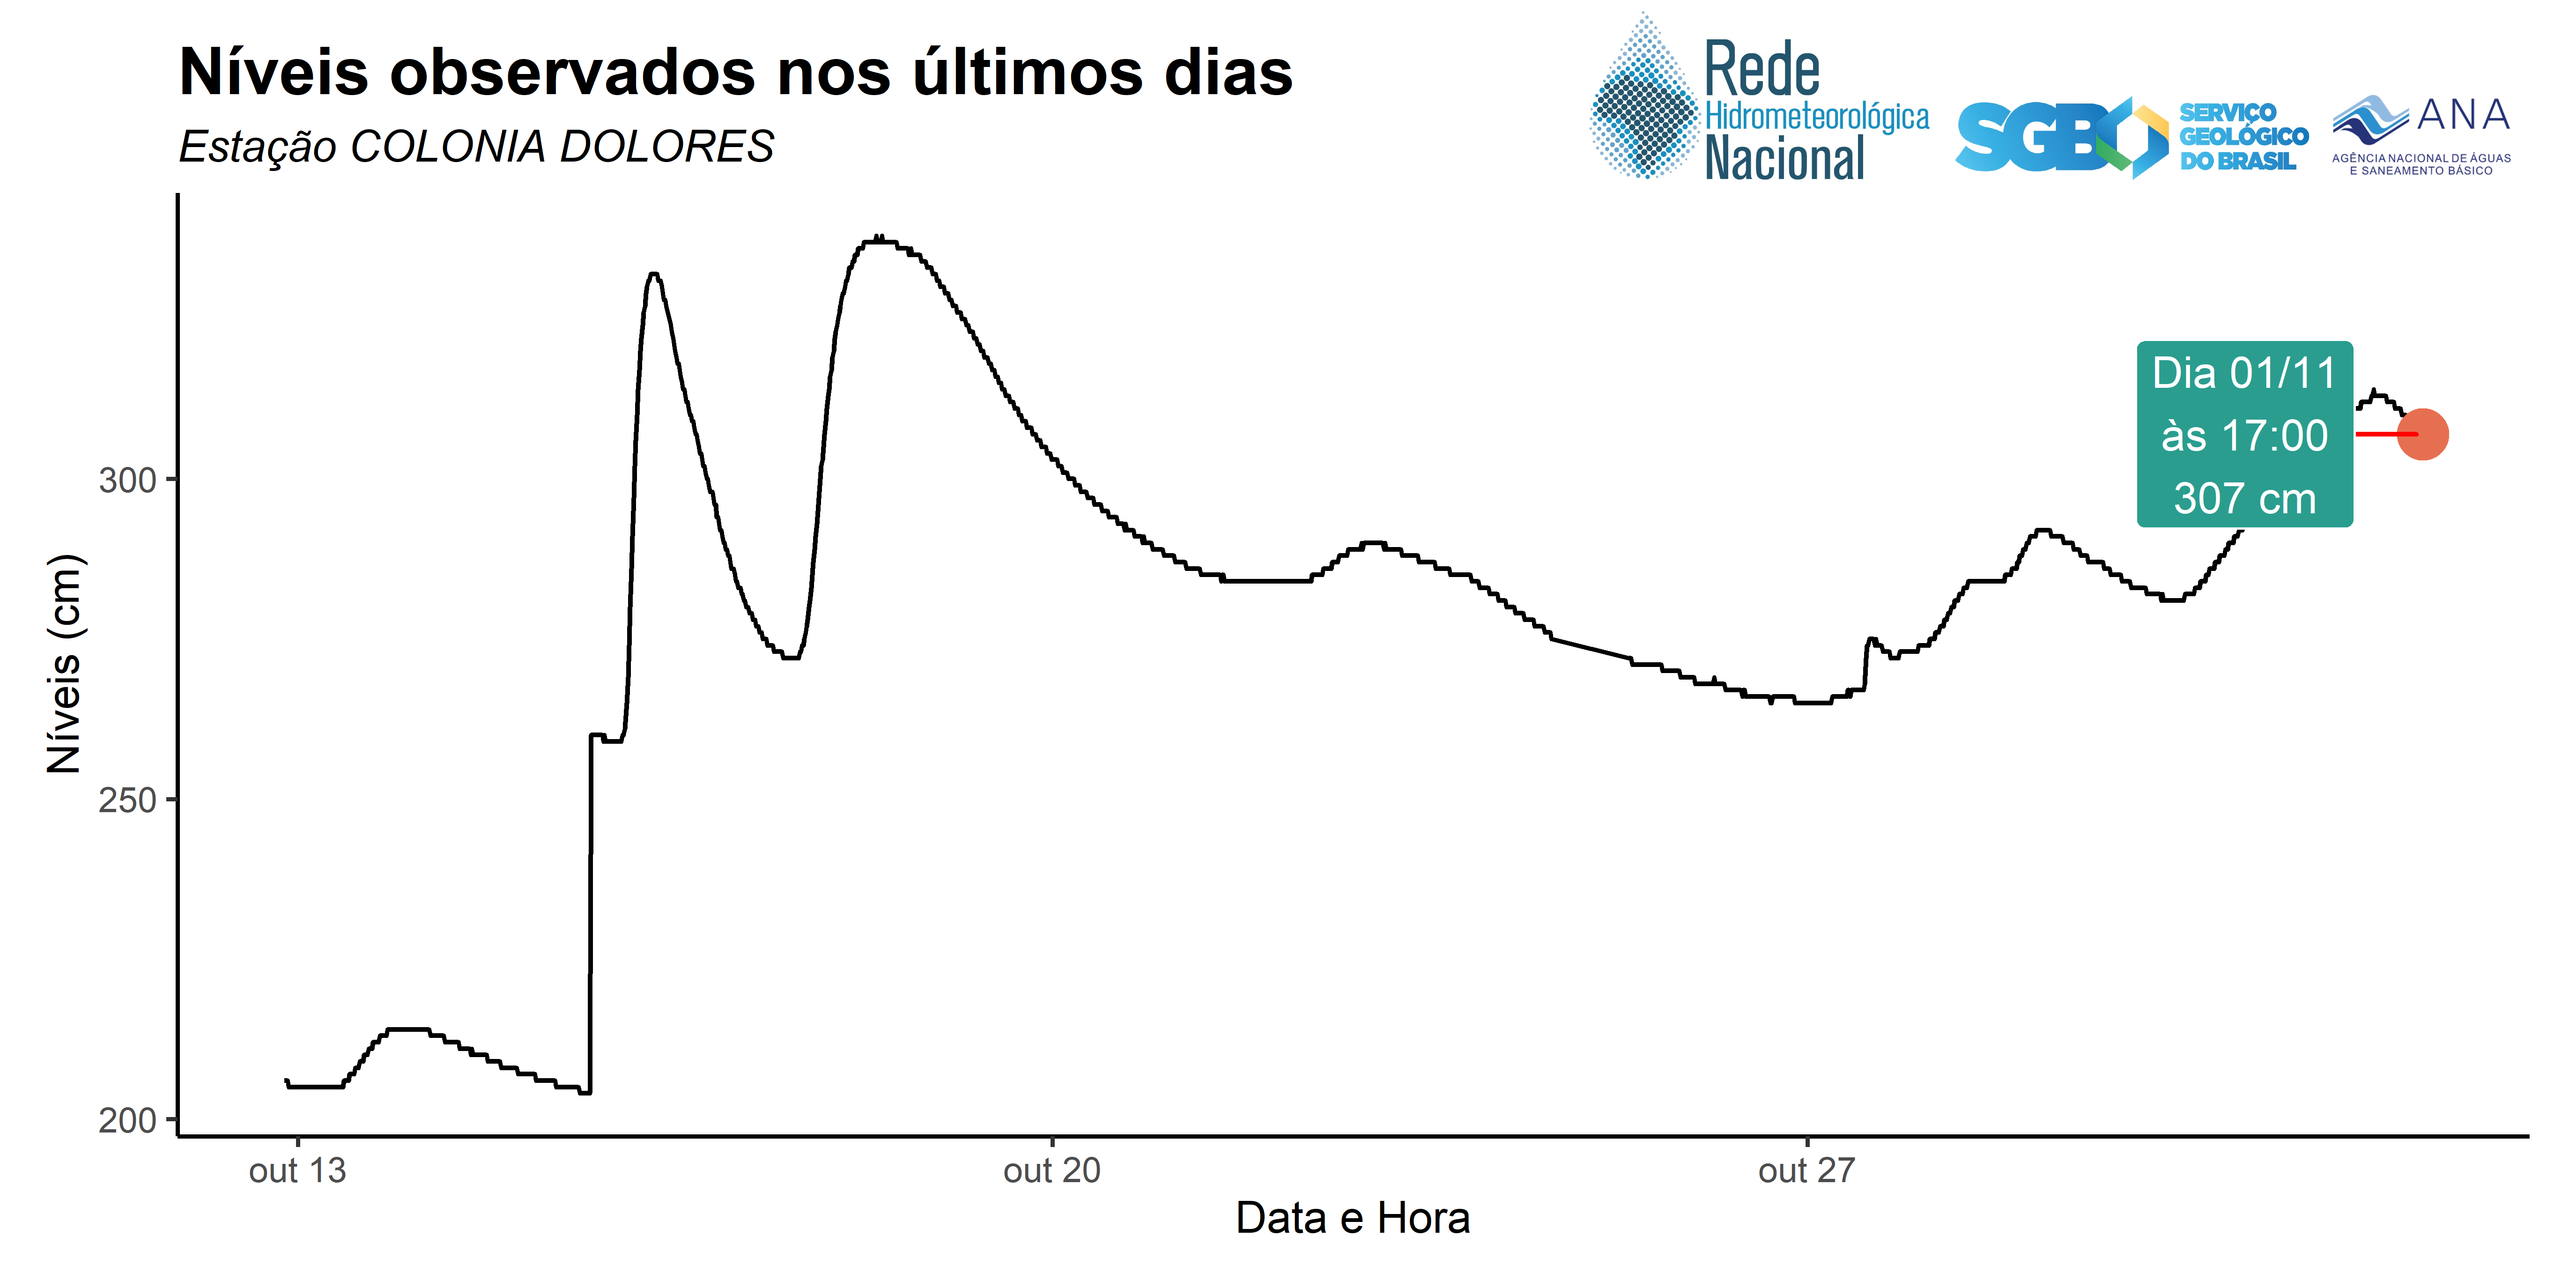 Níveis observados nos últimos dias
Estação COLONIA DOLORES
Rede
Hidrometeorológica
Nacional
SGB
SERVIÇO
GEOLÓGICO
DO BRASIL
ANA
AGÊNCIA NACIONAL DE ÁGUAS
E SANEAMENTO BÁSICO
Níveis (cm)
300
250
200
Dia 01/11
às 17:00
307 cm
out 13
out 20
out 27
Data e Hora